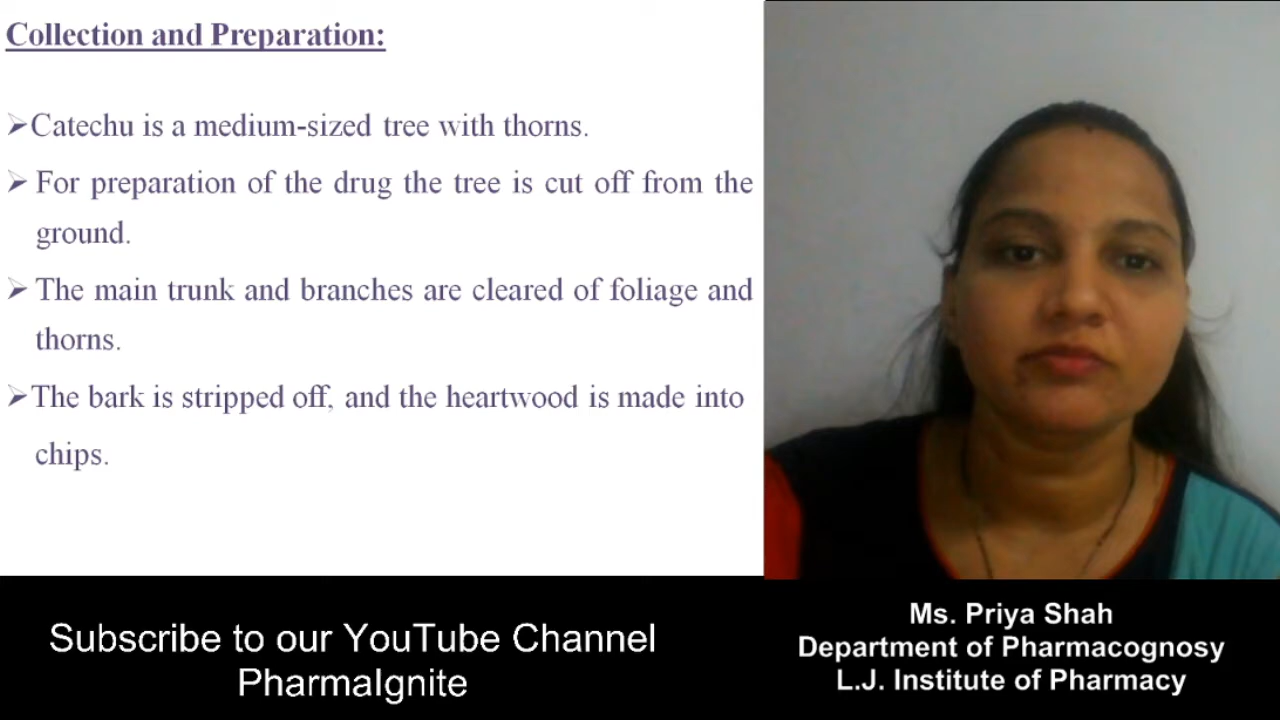 Collection and Preparation:
➢Catechu is a medium-sized tree with thorns.
➢ For preparation of the drug the tree is cut off from the
ground.
➢ The main trunk and branches are cleared of foliage and
thorns.
➢The bark is stripped off, and the heartwood is made into
chips.
Subscribe to our YouTube Channel
PharmaIgnite
Ms. Priya Shah
Department of Pharmacognosy
L.J. Institute of Pharmacy